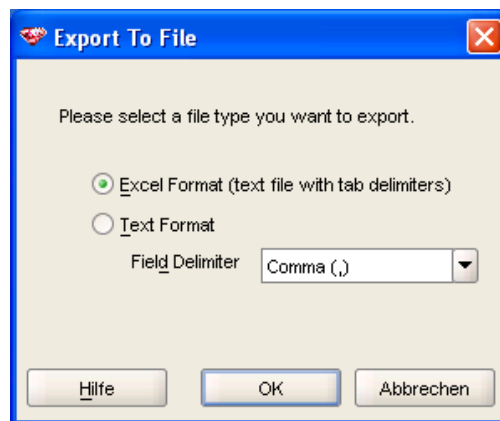 Export To File
Please select a file type you want to export.
Excel Format (text file with tab delimiters)
Text Format
Field Delimiter Comma (,)
Hilfe OK Abbrechen